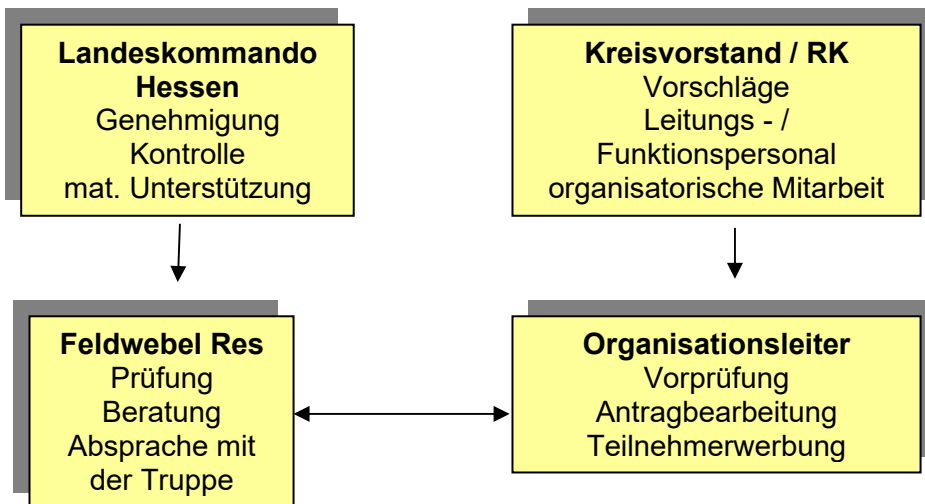 Landeskommando
Hessen
Genehmigung
Kontrolle
mat. Unterstützung
Kreisvorstand / RK
Vorschläge
Leitungs - /
Funktionspersonal
organisatorische Mitarbeit
Feldwebel Res
Prüfung
Beratung
Absprache mit
der Truppe
Organisationsleiter
Vorprüfung
Antragbearbeitung
Teilnehmerwerbung